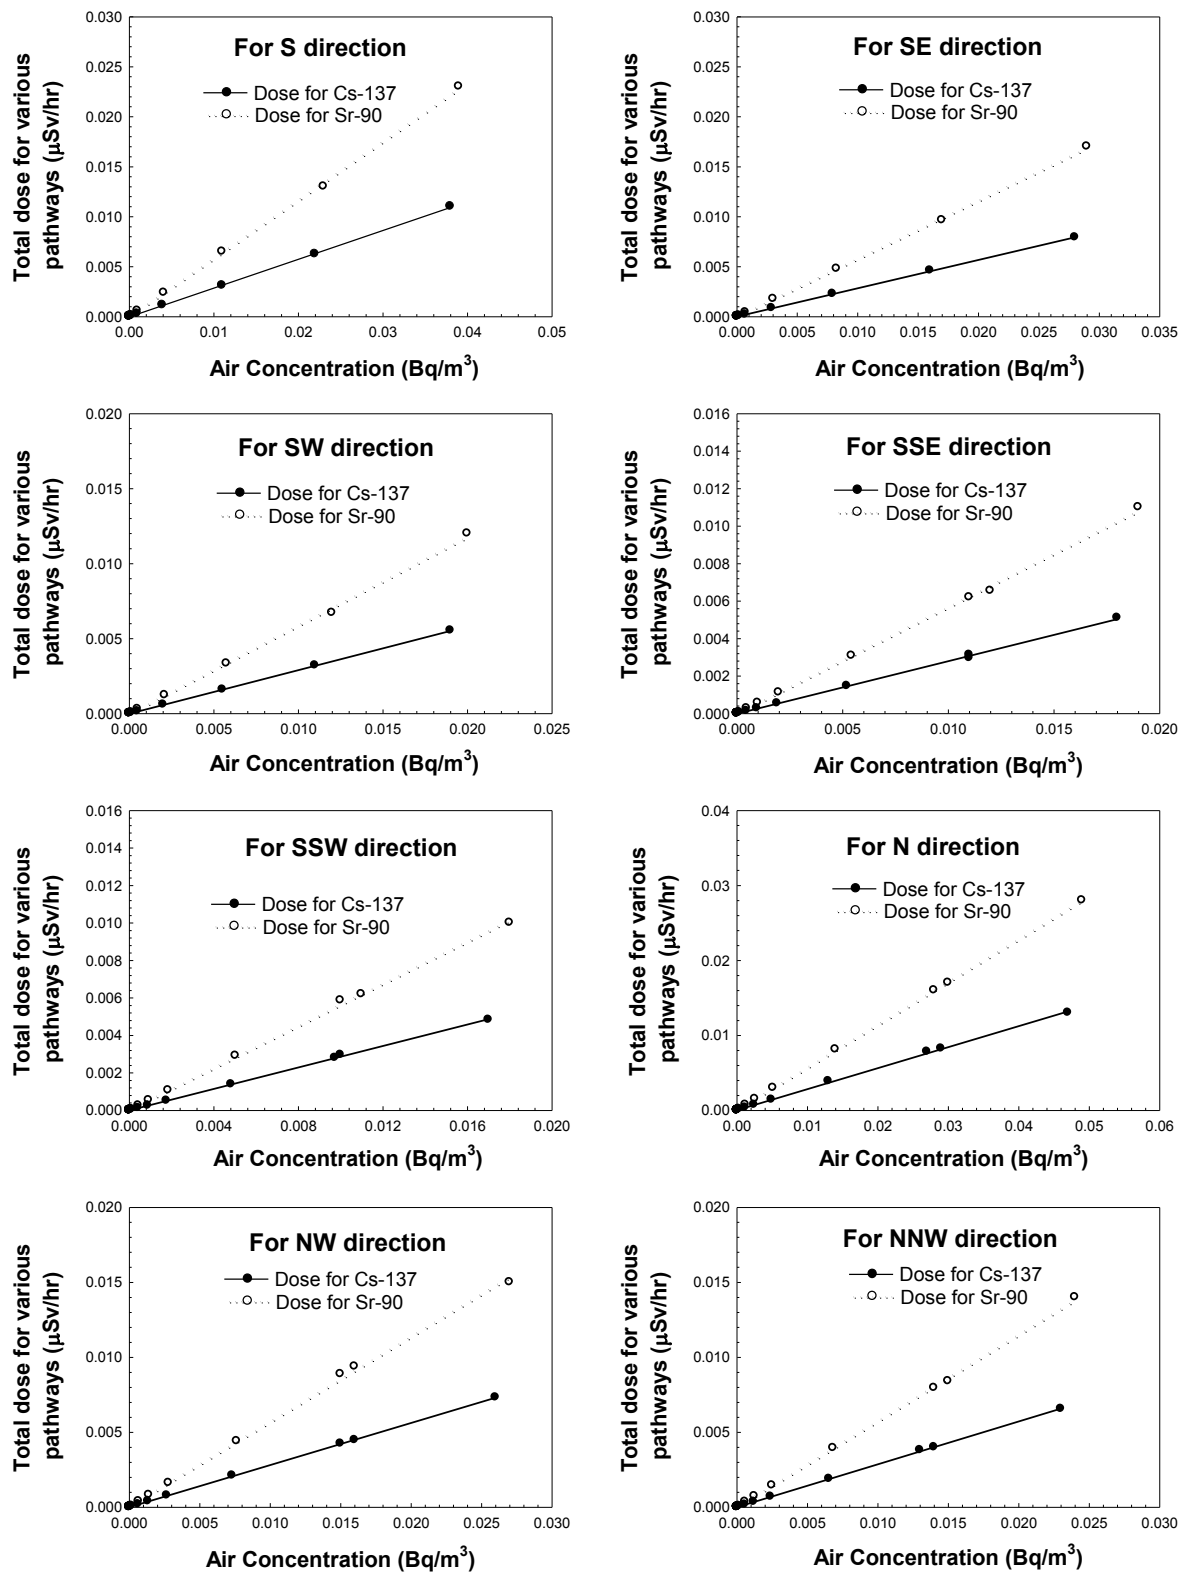 Total dose for various
pathways (μSv/hr)
0.030
0.025
0.020
0.015
0.010
0.005
0.000
For S direction
Dose for Cs-137
Dose for Sr-90
0.00 0.01 0.02 0.03 0.04 0.05
Air Concentration (Bq/m³)
Total dose for various
pathways (μSv/hr)
0.030
0.025
0.020
0.015
0.010
0.005
0.000
For SE direction
Dose for Cs-137
Dose for Sr-90
0.000 0.005 0.010 0.015 0.020 0.025 0.030 0.035
Air Concentration (Bq/m³)
Total dose for various
pathways (μSv/hr)
0.020
0.015
0.010
0.005
0.000
For SW direction
Dose for Cs-137
Dose for Sr-90
0.000 0.005 0.010 0.015 0.020 0.025
Air Concentration (Bq/m³)
Total dose for various
pathways (μSv/hr)
0.016
0.014
0.012
0.010
0.008
0.006
0.004
0.002
0.000
For SSE direction
Dose for Cs-137
Dose for Sr-90
0.000 0.005 0.010 0.015 0.020
Air Concentration (Bq/m³)
Total dose for various
pathways (μSv/hr)
0.016
0.014
0.012
0.010
0.008
0.006
0.004
0.002
0.000
For SSW direction
Dose for Cs-137
Dose for Sr-90
0.000 0.004 0.008 0.012 0.016 0.020
Air Concentration (Bq/m³)
Total dose for various
pathways (μSv/hr)
0.04
0.03
0.02
0.01
0.00
For N direction
Dose for Cs-137
Dose for Sr-90
0.00 0.01 0.02 0.03 0.04 0.05 0.06
Air Concentration (Bq/m³)
Total dose for various
pathways (μSv/hr)
0.020
0.015
0.010
0.005
0.000
For NW direction
Dose for Cs-137
Dose for Sr-90
0.000 0.005 0.010 0.015 0.020 0.025 0.030
Air Concentration (Bq/m³)
Total dose for various
pathways (μSv/hr)
0.020
0.015
0.010
0.005
0.000
For NNW direction
Dose for Cs-137
Dose for Sr-90
0.000 0.005 0.010 0.015 0.020 0.025 0.030
Air Concentration (Bq/m³)